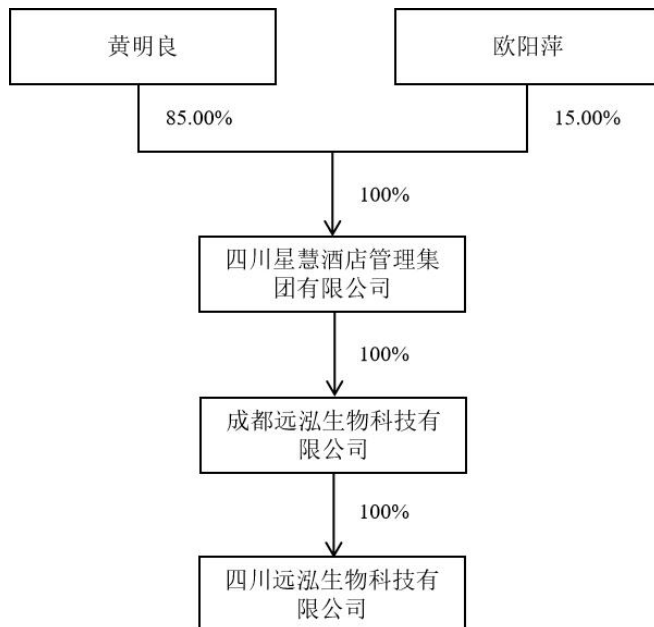 黄明良
欧阳萍
85.00%
15.00%
100%
四川星慧酒店管理集
团有限公司
100%
成都远泓生物科技有
限公司
100%
四川远泓生物科技有
限公司